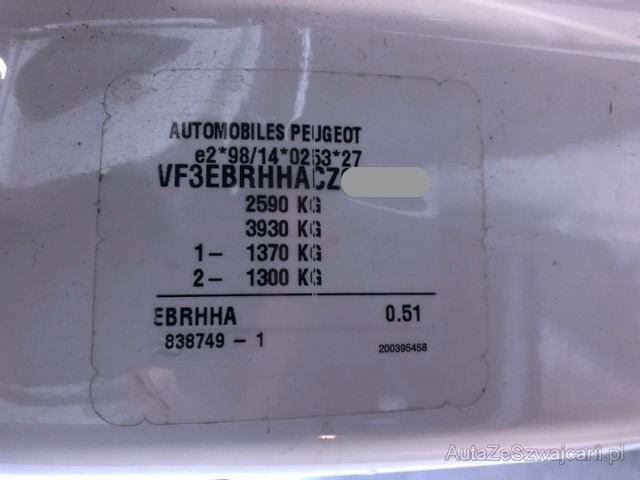 AUTOMOBILES PEUGEOT
e2*98/14*0253*27
VF3EBRHHACZ
2590 KG
3930 KG
1- 1370 KG
2- 1300 KG
EBRHHA 0.51
838749 - 1
200395458
AutaZeSzwajcarii.pl